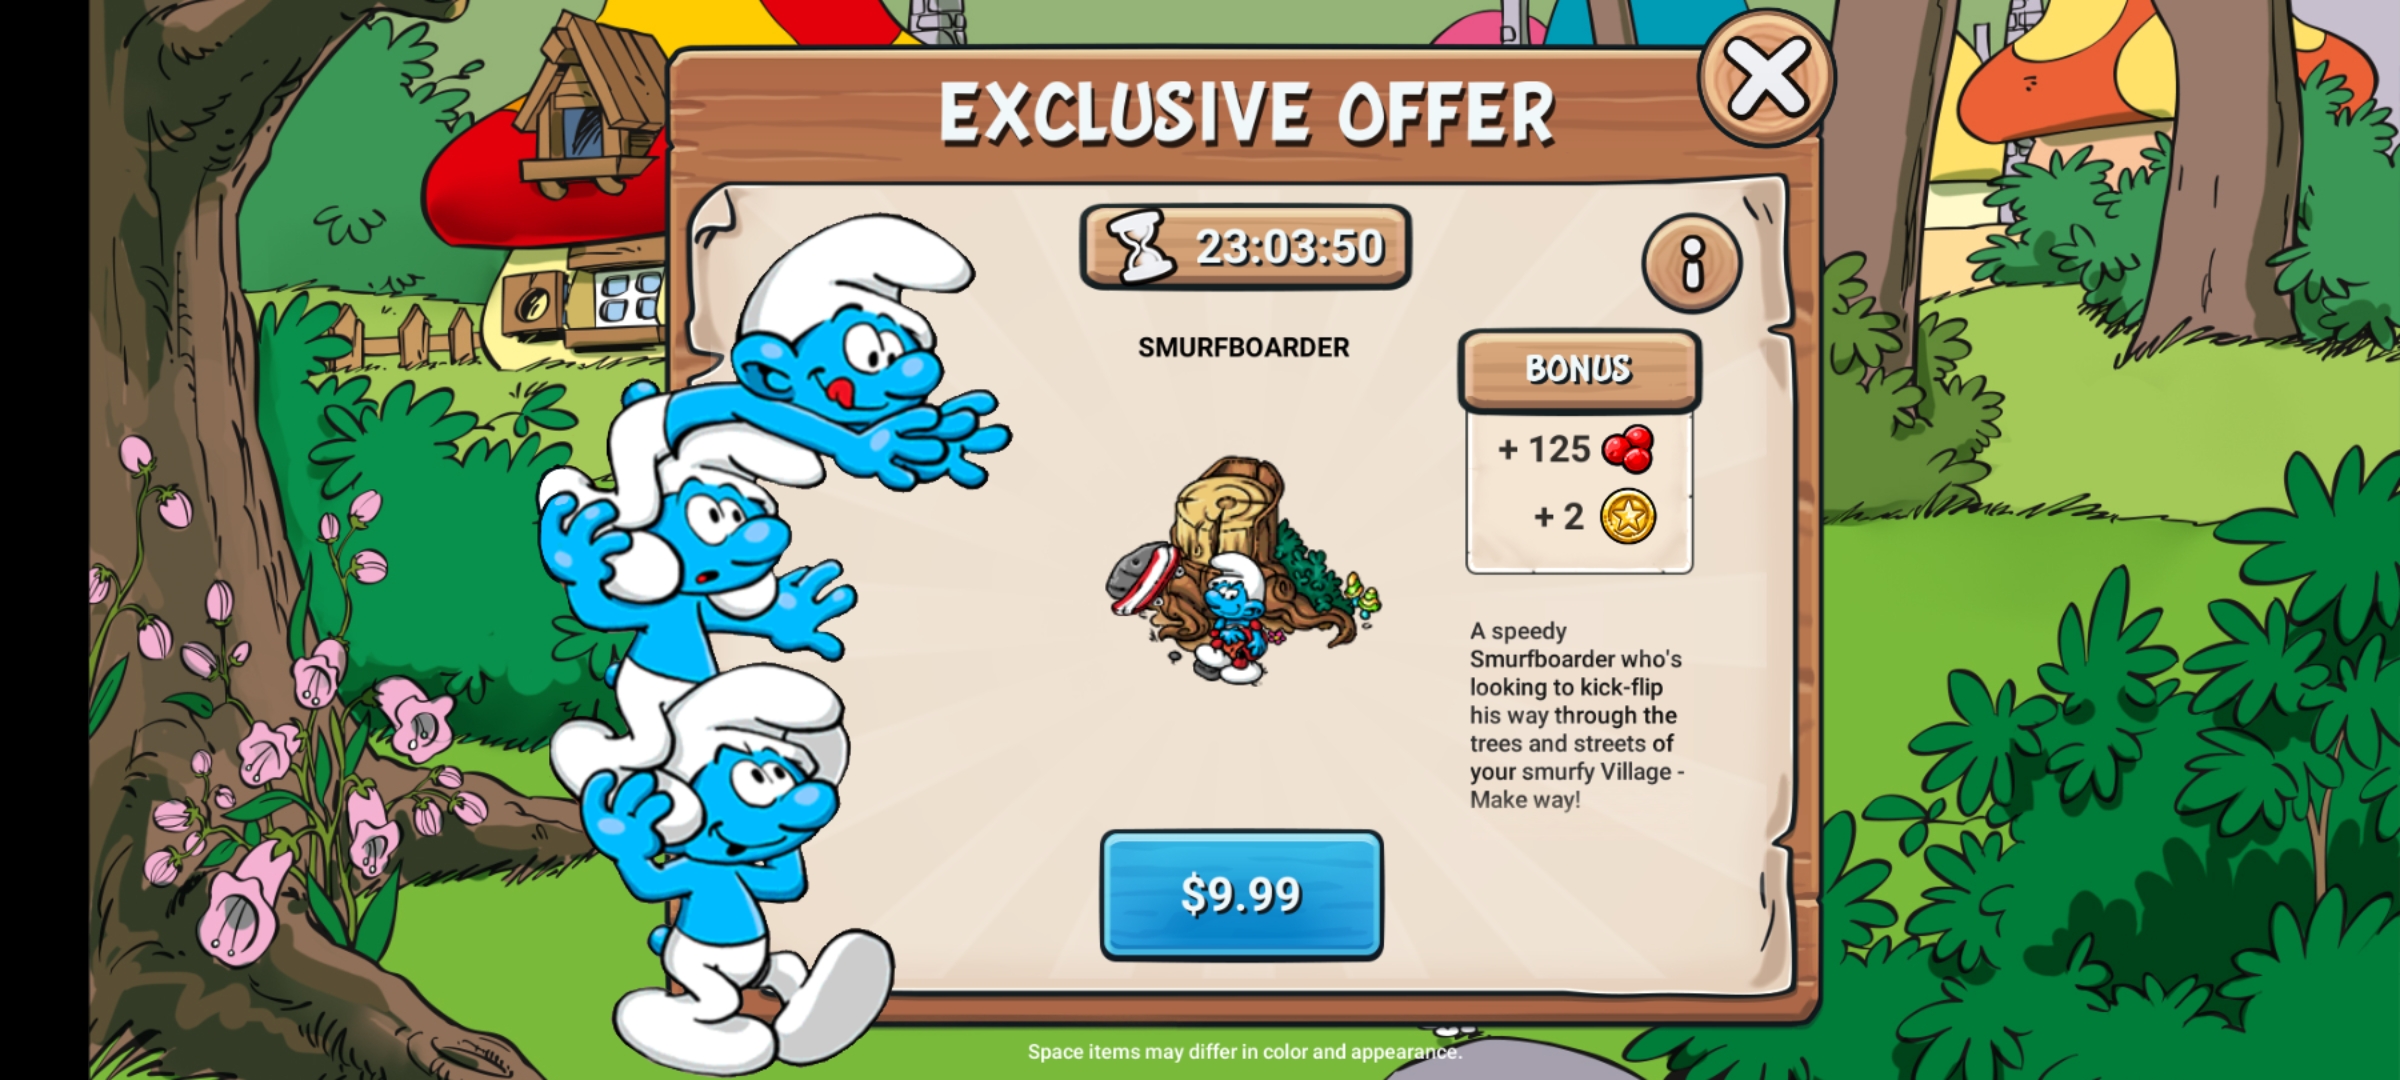 EXCLUSIVE OFFER
23:03:50
SMURFBOARDER
BONUS
+ 125
+ 2
A speedy
Smurfboarder who's
looking to kick-flip
his way through the
trees and streets of
your smurfy Village -
Make way!
$9.99
Space items may differ in color and appearance.